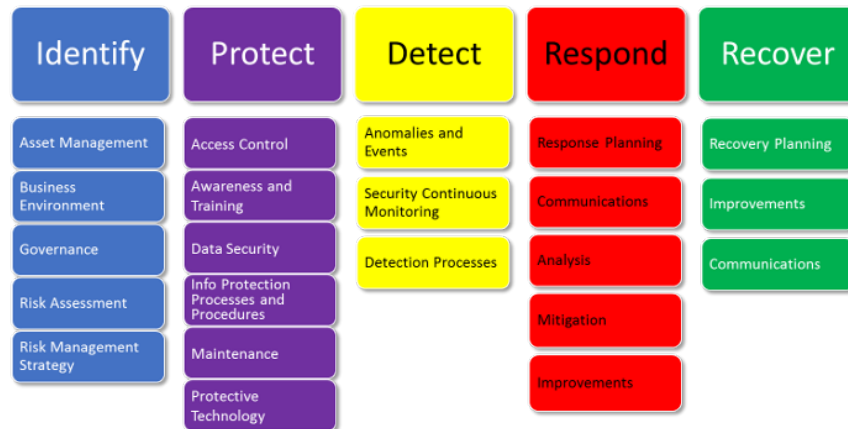 Identify
Protect
Detect
Respond
Recover
Asset Management
Business
Environment
Governance
Risk Assessment
Risk Management
Strategy
Access Control
Awareness and
Training
Data Security
Info Protection
Processes and
Procedures
Maintenance
Protective
Technology
Anomalies and
Events
Security Continuous
Monitoring
Detection Processes
Response Planning
Communications
Analysis
Mitigation
Improvements
Recovery Planning
Improvements
Communications